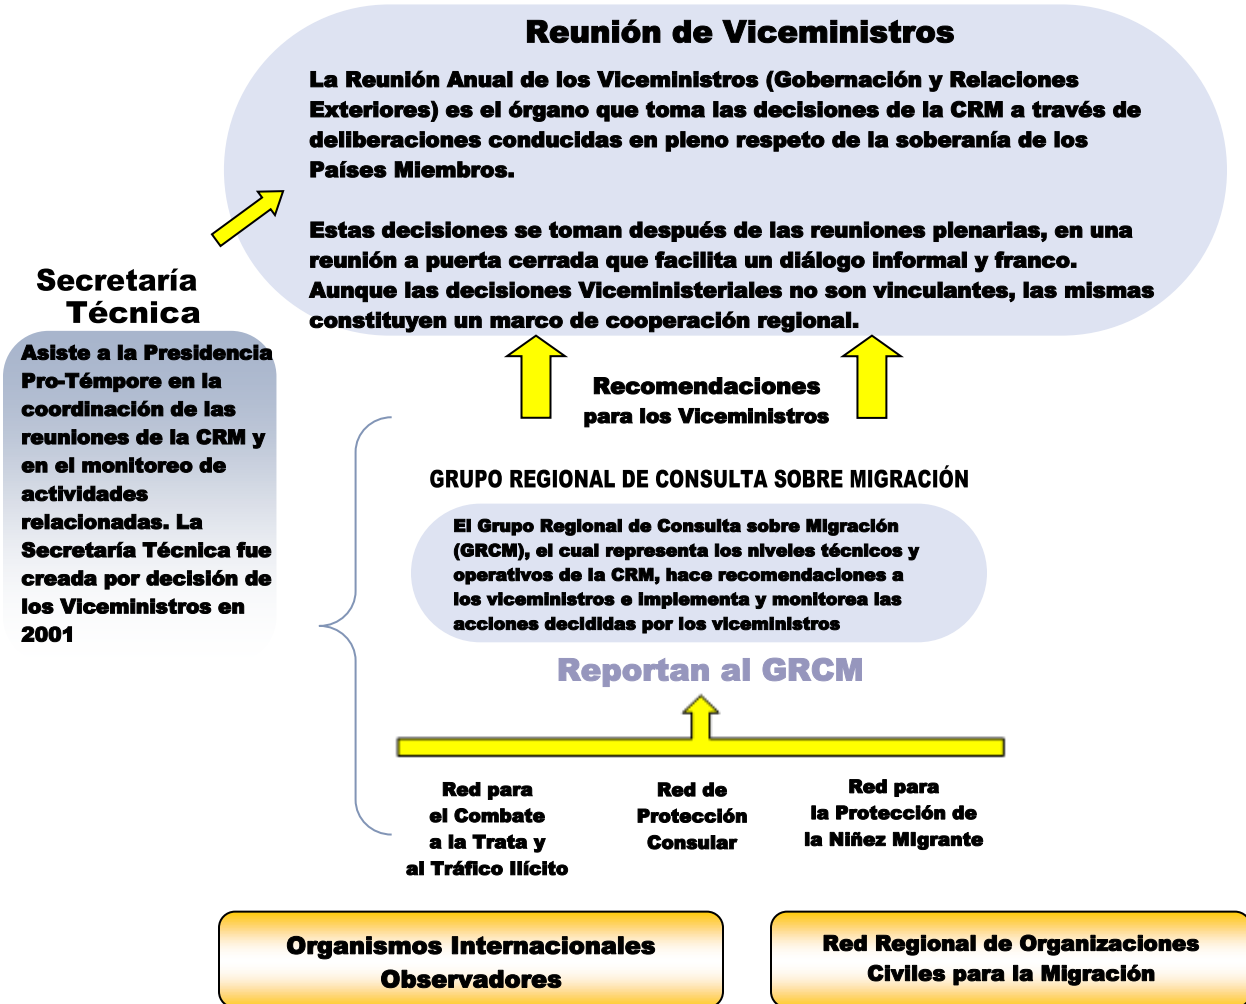 Reunión de Viceministros
La Reunión Anual de los Viceministros (Gobernación y Relaciones
Exteriores) es el órgano que toma las decisiones de la CRM a través de
deliberaciones conducidas en pleno respeto de la soberanía de los
Países Miembros.
Estas decisiones se toman después de las reuniones plenarias, en una
reunión a puerta cerrada que facilita un diálogo informal y franco.
Aunque las decisiones Viceministeriales no son vinculantes, las mismas
constituyen un marco de cooperación regional.
Secretaría
Técnica
Asiste a la Presidencia
Pro-Témpore en la
coordinación de las
reuniones de la CRM y
en el monitoreo de
actividades
relacionadas. La
Secretaría Técnica fue
creada por decisión de
los Viceministros en
2001
Recomendaciones
para los Viceministros
GRUPO REGIONAL DE CONSULTA SOBRE MIGRACIÓN
El Grupo Regional de Consulta sobre Migración
(GRCM), el cual representa los niveles técnicos y
operativos de la CRM, hace recomendaciones a
los viceministros e implementa y monitorea las
acciones decididas por los viceministros
Reportan al GRCM
Red para
el Combate
a la Trata y
al Tráfico Ilícito
Red de
Protección
Consular
Red para
la Protección de
la Niñez Migrante
Organismos Internacionales
Observadores
Red Regional de Organizaciones
Civiles para la Migración